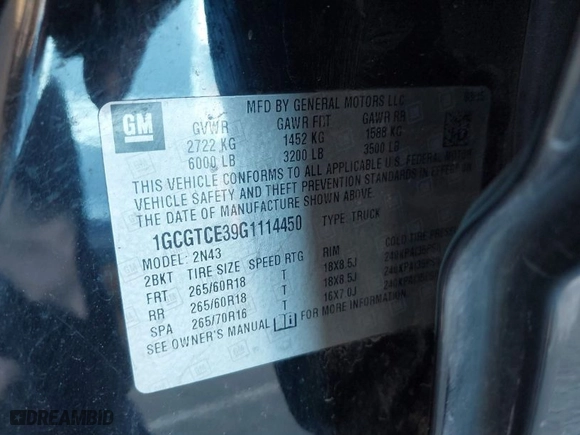 GM
MFD BY GENERAL MOTORS LLC
GVWR GAWR FCT GAWR RR
2722 KG 1452 KG 1588 KG
6000 LB 3200 LB 3500 LB
THIS VEHICLE CONFORMS TO ALL APPLICABLE U.S. FEDERAL MOTOR
VEHICLE SAFETY AND THEFT PREVENTION STANDARDS IN EFFECT ON
THE DATE OF MANUFACTURE SHOWN ABOVE.
1GCGTCE39G1114450 TYPE: TRUCK
MODEL: 2N43
2BKT TIRE SIZE SPEED RTG RIM COLD TIRE
FRT 265/60R18 T 18X8.5J
RR 265/60R18 T 18X8.5J
SPA 265/70R16 T 16X7.0J
SEE OWNER'S MANUAL FOR MORE INFORMATION
DREAMBID